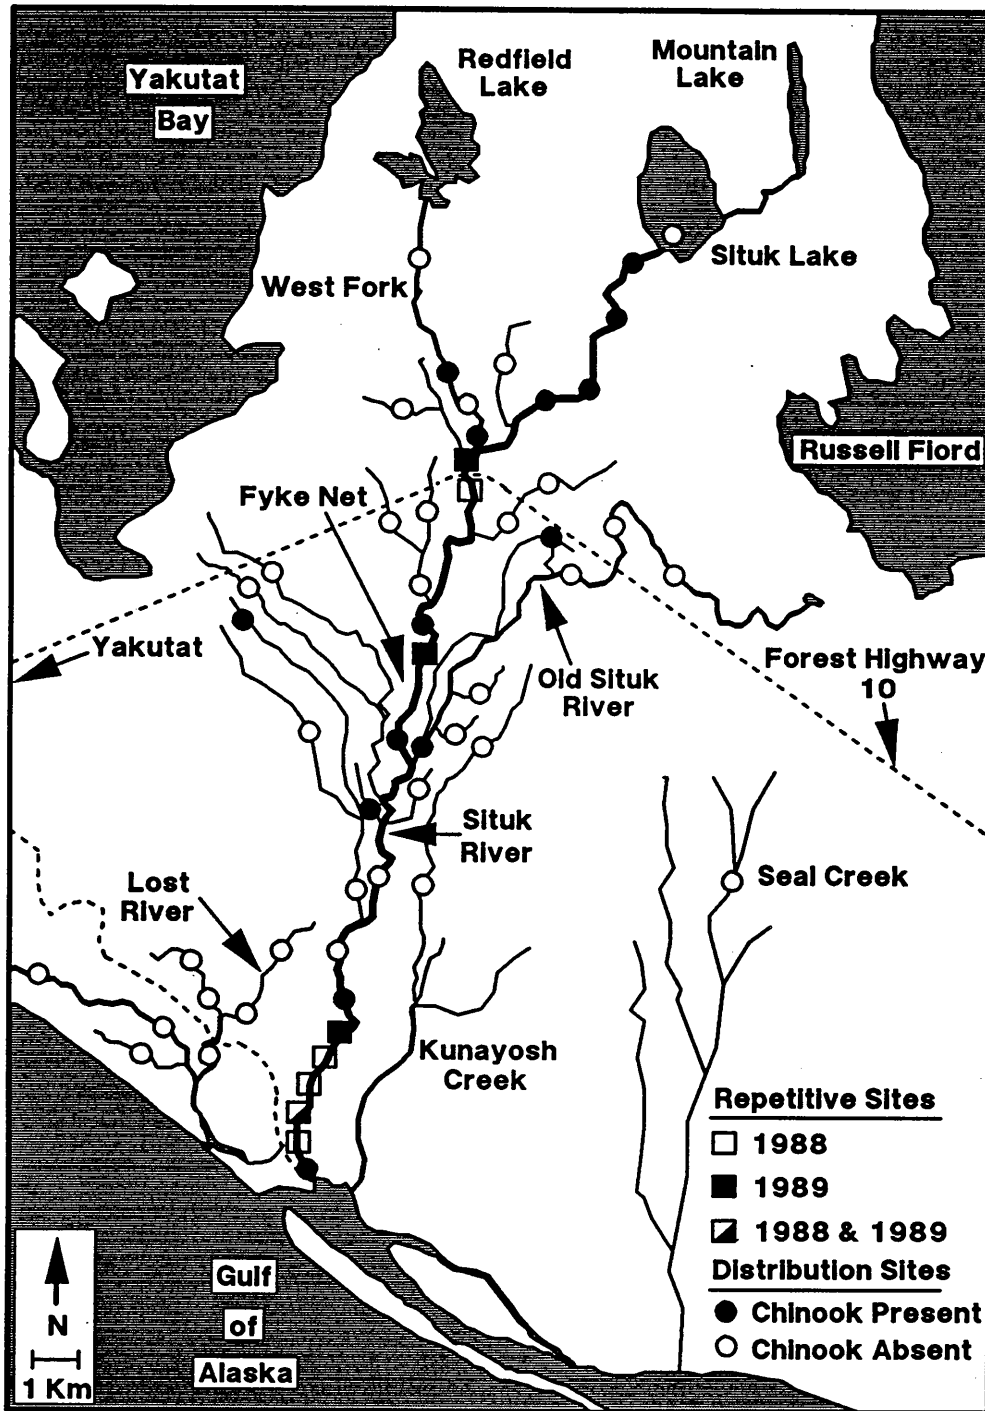 Yakutat
Bay
Redfield
Lake
Mountain
Lake
West Fork
Situk Lake
Russell Fiord
Fyke Net
Yakutat
Old Situk
River
Forest Highway
10
Situk
River
Lost
River
Seal Creek
Kunayosh
Creek
Repetitive Sites
1988
1989
1988 & 1989
Distribution Sites
Chinook Present
Chinook Absent
Gulf
of
Alaska
N
1 Km